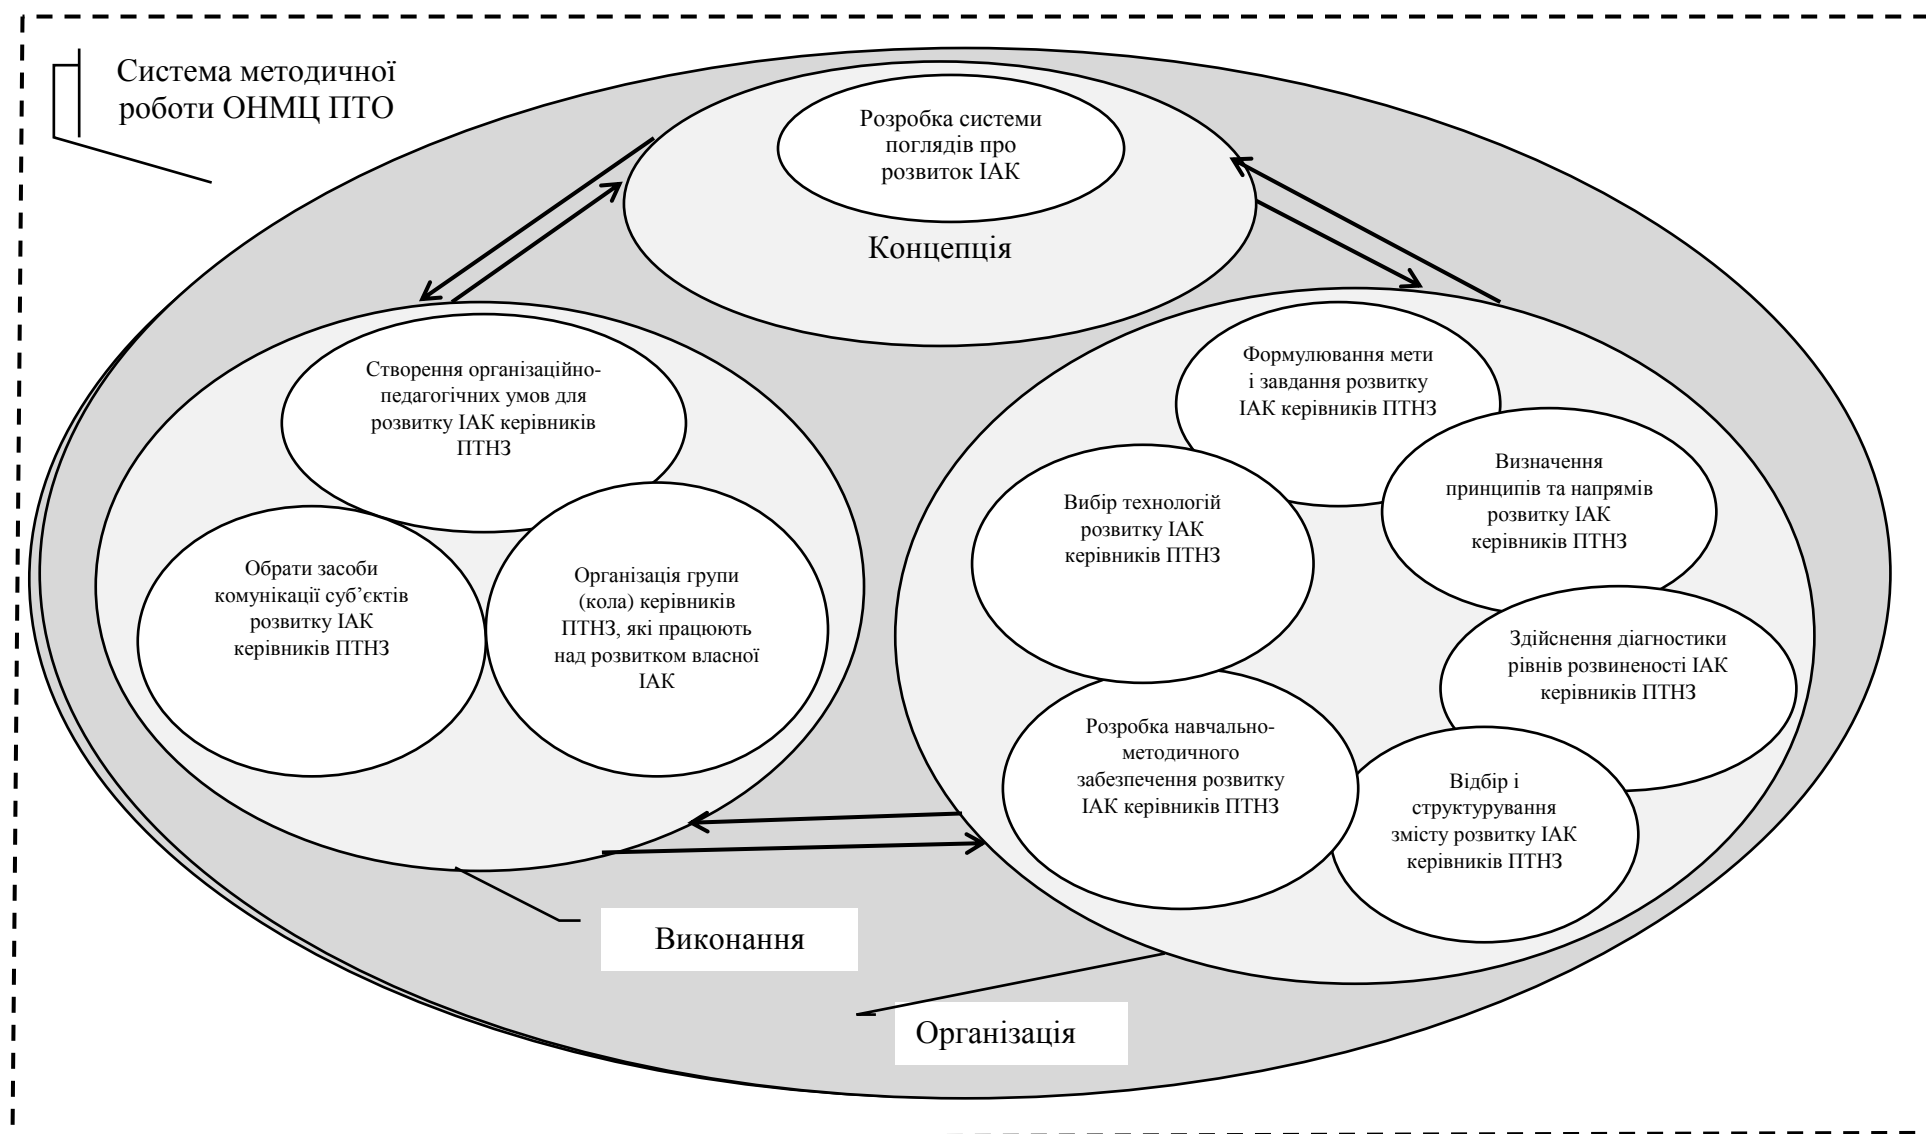 Система методичної
роботи ОНМЦ ПТО
Розробка системи
поглядів про
розвиток ІАК
Концепція
Створення організаційно-
педагогічних умов для
розвитку ІАК керівників
ПТНЗ
Обрати засоби
комунікації суб’єктів
розвитку ІАК
керівників ПТНЗ
Організація групи
(кола) керівників
ПТНЗ, які працюють
над розвитком власної
ІАК
Формулювання мети
і завдання розвитку
ІАК керівників ПТНЗ
Визначення
принципів та напрямів
розвитку ІАК
керівників ПТНЗ
Вибір технологій
розвитку ІАК
керівників ПТНЗ
Здійснення діагностики
рівнів розвиненості ІАК
керівників ПТНЗ
Розробка навчально-
методичного
забезпечення розвитку
ІАК керівників ПТНЗ
Відбір і
структурування
змісту розвитку ІАК
керівників ПТНЗ
Виконання
Організація